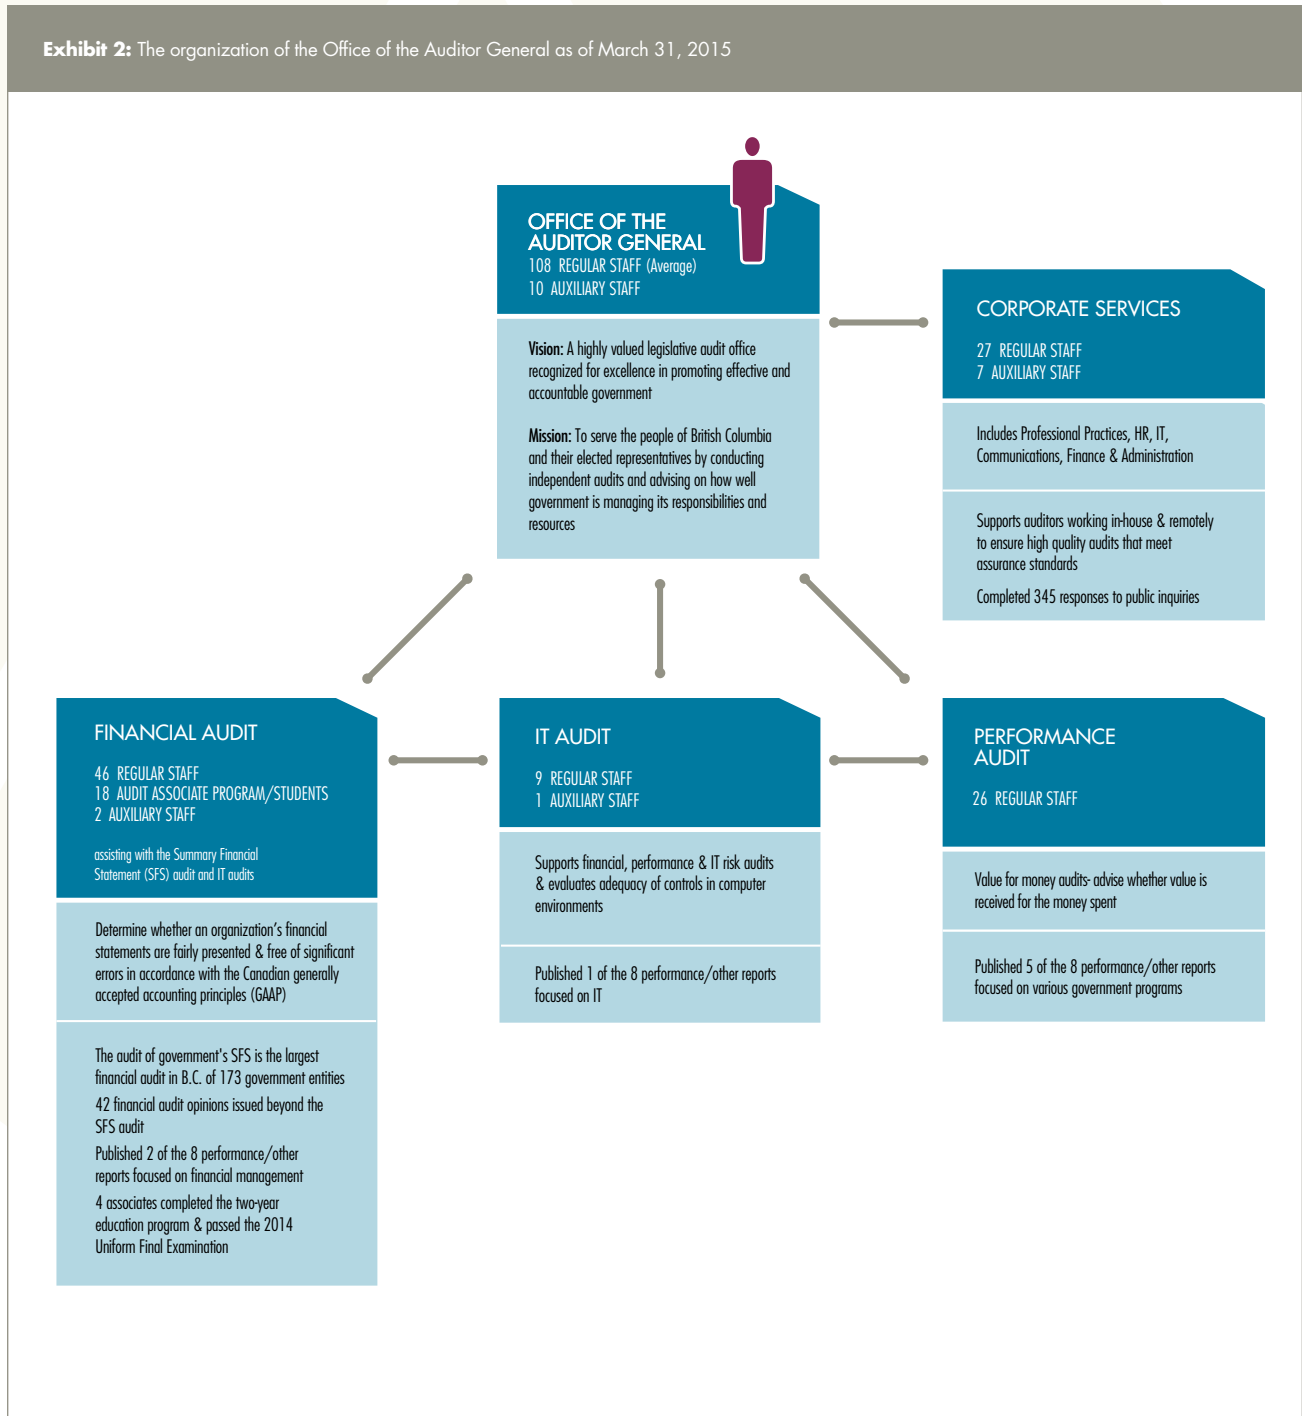 Exhibit 2: The organization of the Office of the Auditor General as of March 31, 2015
OFFICE OF THE
AUDITOR GENERAL
108 REGULAR STAFF (Average)
10 AUXILIARY STAFF
Vision: A highly valued legislative audit office
recognized for excellence in promoting effective and
accountable government
Mission: To serve the people of British Columbia
and their elected representatives by conducting
independent audits and advising on how well
government is managing its responsibilities and
resources
CORPORATE SERVICES
27 REGULAR STAFF
7 AUXILIARY STAFF
Includes Professional Practices, HR, IT,
Communications, Finance & Administration
Supports auditors working in-house & remotely
to ensure high quality audits that meet
assurance standards
Completed 345 responses to public inquiries
FINANCIAL AUDIT
46 REGULAR STAFF
18 AUDIT ASSOCIATE PROGRAM/STUDENTS
2 AUXILIARY STAFF
assisting with the Summary Financial
Statement (SFS) audit and IT audits
Determine whether an organization's financial
statements are fairly presented & free of significant
errors in accordance with the Canadian generally
accepted accounting principles (GAAP)
The audit of government's SFS is the largest
financial audit in B.C. of 173 government entities
42 financial audit opinions issued beyond the
SFS audit
Published 2 of the 8 performance/other
reports focused on financial management
4 associates completed the two-year
education program & passed the 2014
Uniform Final Examination
IT AUDIT
9 REGULAR STAFF
1 AUXILIARY STAFF
Supports financial, performance & IT risk audits
& evaluates adequacy of controls in computer
environments
Published 1 of the 8 performance/other reports
focused on IT
PERFORMANCE
AUDIT
26 REGULAR STAFF
Value for money audits- advise whether value is
received for the money spent
Published 5 of the 8 performance/other reports
focused on various government programs